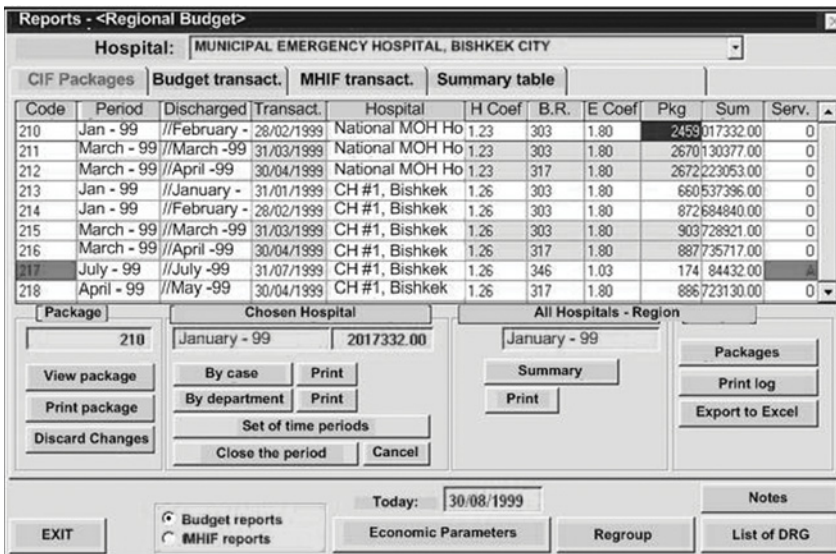 Reports - <Regional Budget>
Hospital: MUNICIPAL EMERGENCY HOSPITAL, BISHKEK CITY
CIF Packages Budget transact. MHIF transact. Summary table
Code Period Discharged Transact. Hospital H Coef B.R. E Coef Pkg Sum Serv.
210 Jan - 99 //February - 28/02/1999 National MOH Ho 1.23 303 1.80 2459 017332.00 0
211 March - 99 //March -99 31/03/1999 National MOH Ho 1.23 303 1.80 2670 130377.00 0
212 March - 99 //April -99 30/04/1999 National MOH Ho 1.23 317 1.80 2672 223053.00 0
213 Jan - 99 //January - 31/01/1999 CH #1, Bishkek 1.26 303 1.80 660 537396.00 0
214 Jan - 99 //February - 28/02/1999 CH #1, Bishkek 1.26 303 1.80 872 684840.00 0
215 March - 99 //March -99 31/03/1999 CH #1, Bishkek 1.26 303 1.80 903 728921.00 0
216 March - 99 //April -99 30/04/1999 CH #1, Bishkek 1.26 317 1.80 887 735717.00 0
217 July - 99 //July -99 31/07/1999 CH #1, Bishkek 1.26 346 1.03 174 84432.00 A
218 April - 99 //May -99 30/04/1999 CH #1, Bishkek 1.26 317 1.80 886 723130.00 0
Package Chosen Hospital All Hospitals - Region
210 January - 99 2017332.00 January - 99
Packages
View package By case Print Summary
Print log
Print package By department Print Print
Export to Excel
Set of time periods
Discard Changes
Close the period Cancel
Today: 30/08/1999 Notes
Budget reports
EXIT MHIF reports Economic Parameters Regroup List of DRG